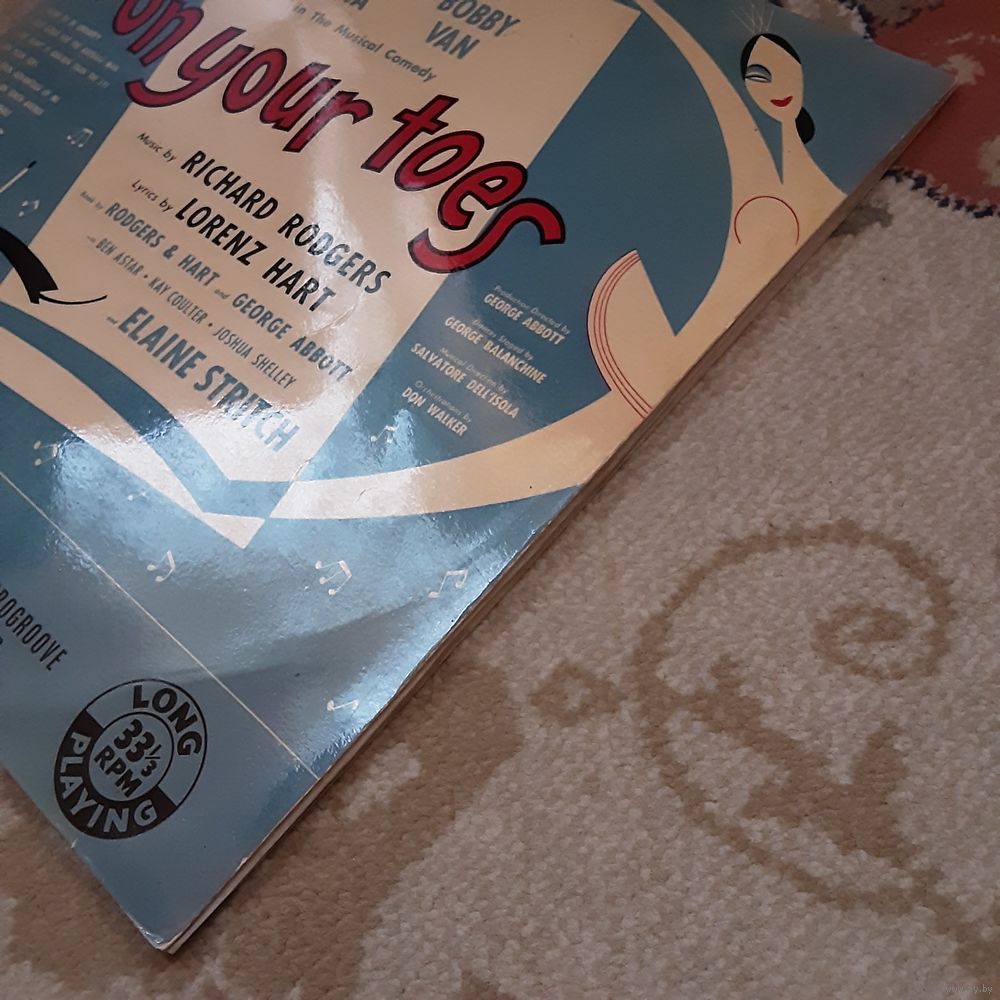 BOBBY
VAN
in The Musical Comedy
on your toes
Music by RICHARD RODGERS
Lyrics by LORENZ HART
Book by RODGERS & HART and GEORGE ABBOTT
with BEN ASTAR • KAY COULTER • JOSHUA SHELLEY
and ELAINE STRITCH
Production Directed by
GEORGE ABBOTT
Dances Staged by
GEORGE BALANCHINE
Musical Direction by
SALVATORE DELL'ISOLA
Orchestrations by
DON WALKER
ROGROOVE
LONG
33 1/3
RPM
PLAYING